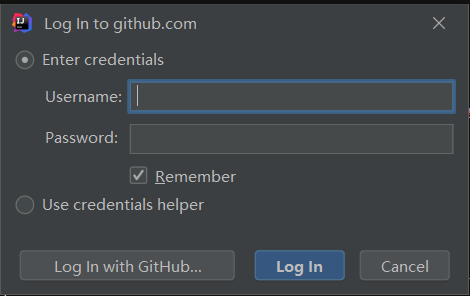 IJ
Log In to github.com
Enter credentials
Username:
Password:
Remember
Use credentials helper
Log In with GitHub...
Log In
Cancel